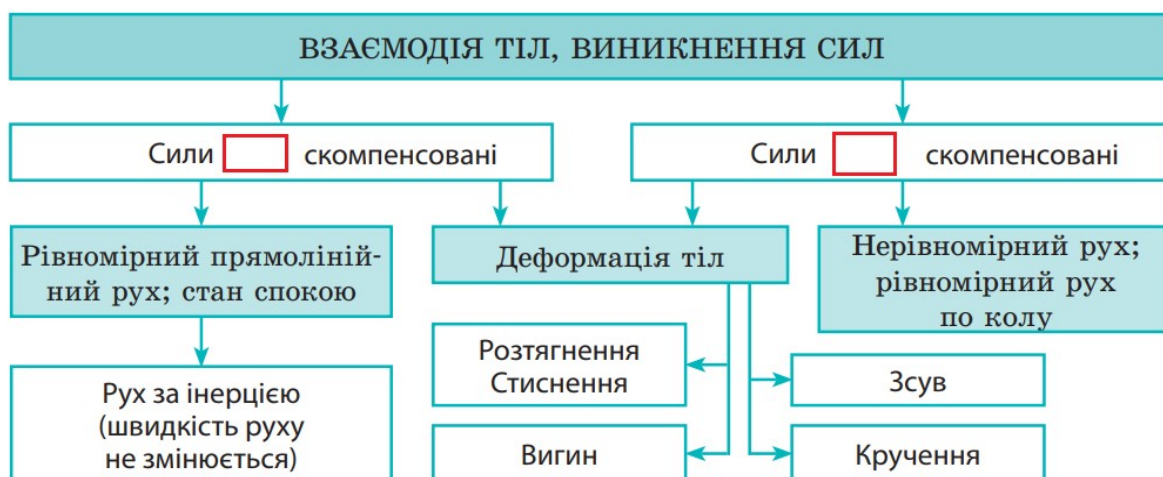 ВЗАЄМОДІЯ ТІЛ, ВИНИКНЕННЯ СИЛ
Сили скомпенсовані
Сили скомпенсовані
Рівномірний прямоліній-
ний рух; стан спокою
Деформація тіл
Нерівномірний рух;
рівномірний рух
по колу
Рух за інерцією
(швидкість руху
не змінюється)
Розтягнення
Стиснення
Зсув
Вигин
Кручення